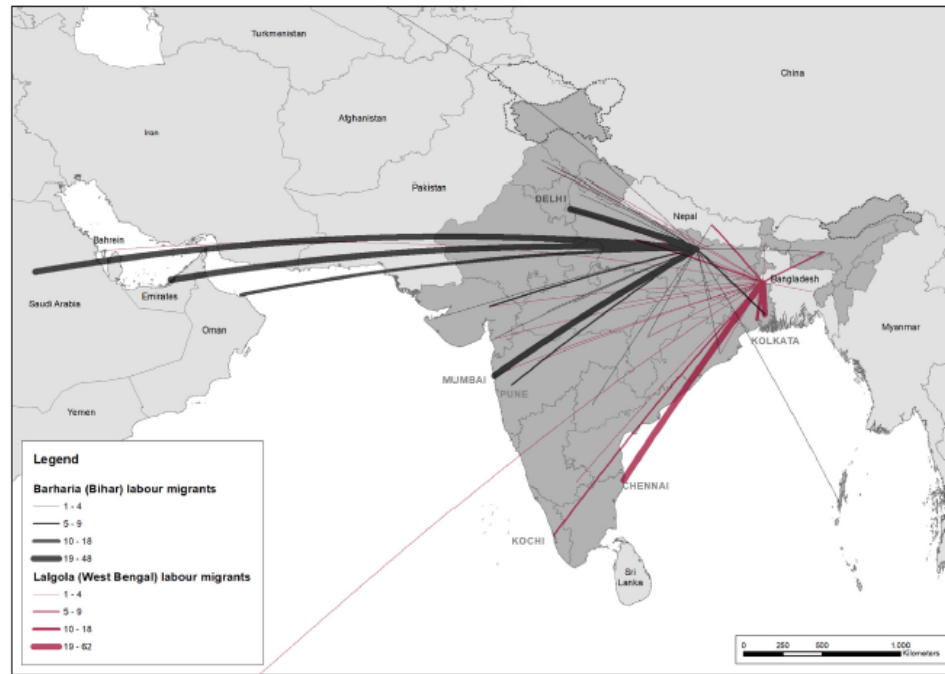 Turkmenistan
China
Afghanistan
Iran
Pakistan
DELHI
Nepal
Bahrain
Bangladesh
Emirates
Saudi Arabia
Oman
Myanmar
KOLKATA
MUMBAI
PUNE
Yemen
CHENNAI
KOCHI
Sri
Lanka
Legend
Barharia (Bihar) labour migrants
1 - 4
5 - 9
10 - 18
19 - 48
Lalgola (West Bengal) labour migrants
1 - 4
5 - 9
10 - 18
19 - 62
0 250 500 1.000
Kilometers